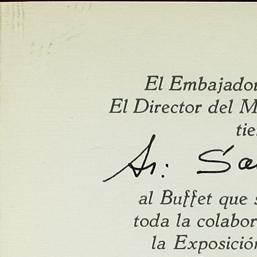 El Embajador
El Director del M
tie
Sr: Sa
al Buffet que s
toda la colabor
la Exposición